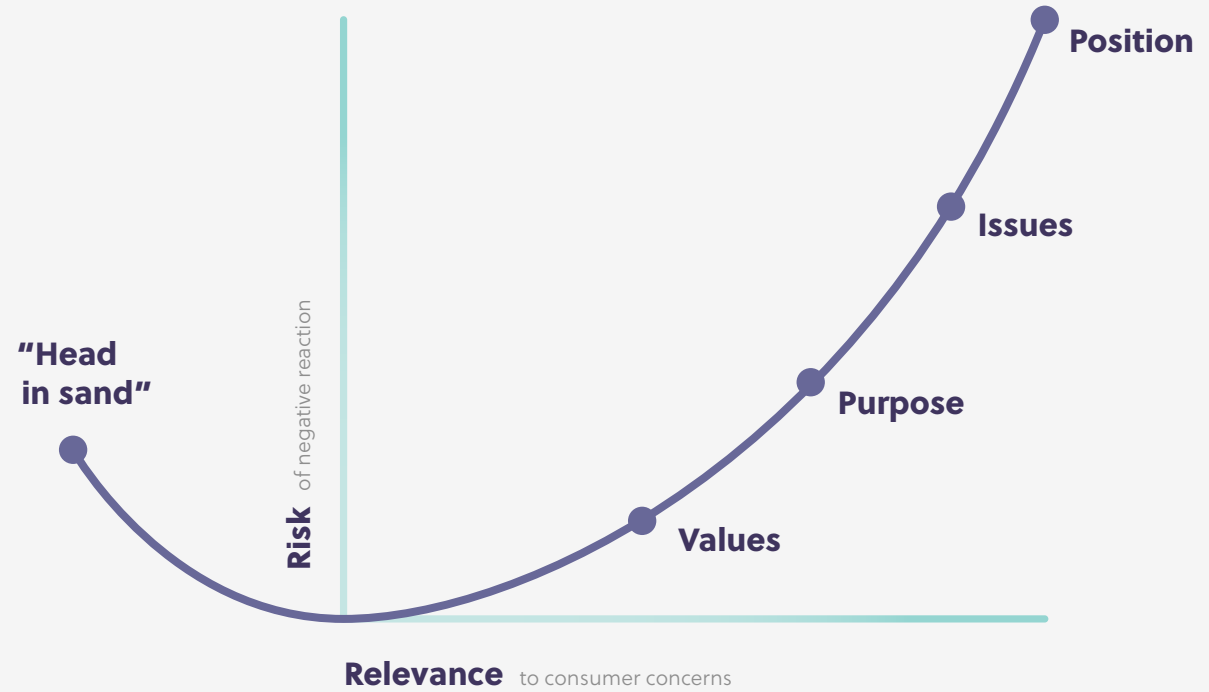 Position
Issues
"Head
in sand"
Purpose
Risk of negative reaction
Values
Relevance to consumer concerns